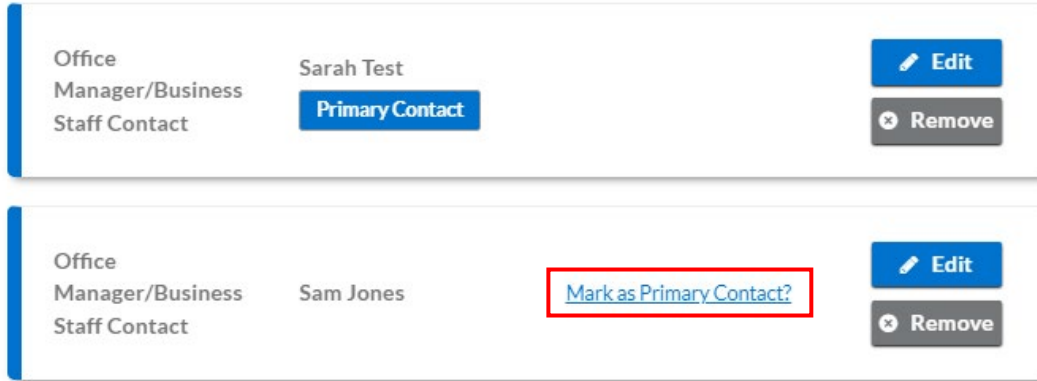 Office
Manager/Business
Staff Contact
Sarah Test
Primary Contact
Edit
Remove
Office
Manager/Business
Staff Contact
Sam Jones
Mark as Primary Contact?
Edit
Remove